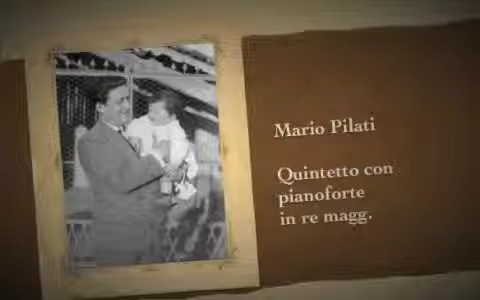 Mario Pilati
Quintetto con
pianoforte
in re magg.